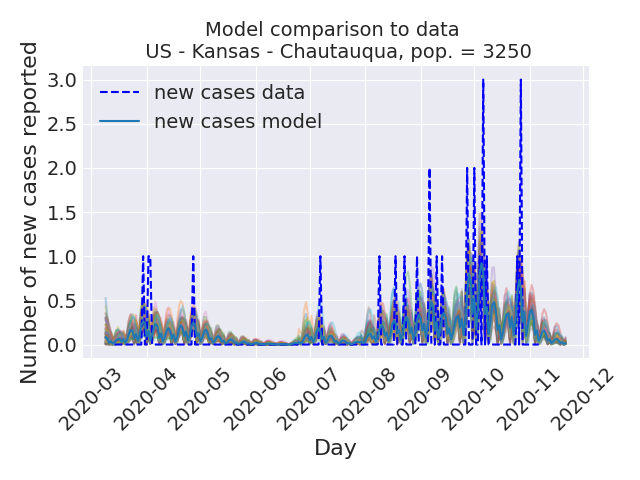 Model comparison to data
US - Kansas - Chautauqua, pop. = 3250
Number of new cases reported
3.0
2.5
2.0
1.5
1.0
0.5
0.0
new cases data
new cases model
2020-03
2020-04
2020-05
2020-06
2020-07
2020-08
2020-09
2020-10
2020-11
2020-12
Day